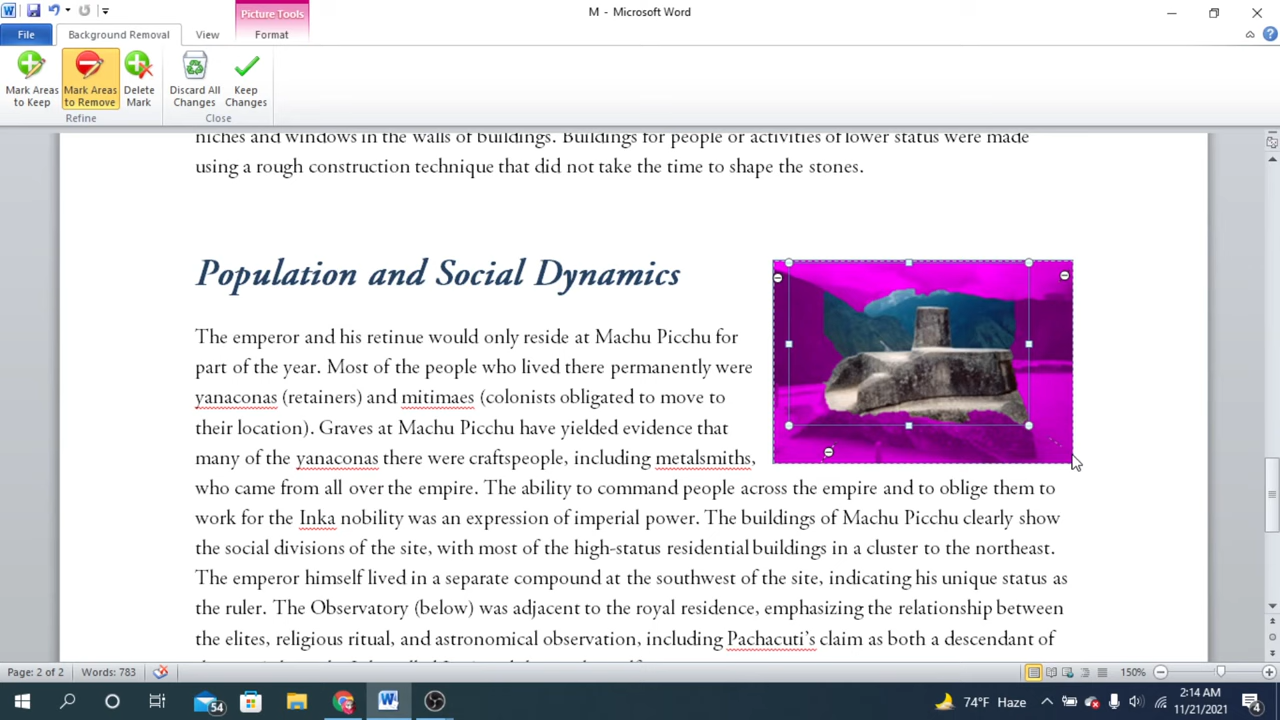 M - Microsoft Word
Picture Tools
File
Background Removal
View
Format
Mark Areas
to Keep
Mark Areas
to Remove
Delete
Mark
Discard All
Changes
Keep
Changes
Refine
Close
niches and windows in the walls of buildings. Buildings for people or activities of lower status were made
using a rough construction technique that did not take the time to shape the stones.
Population and Social Dynamics
The emperor and his retinue would only reside at Machu Picchu for
part of the year. Most of the people who lived there permanently were
yanaconas (retainers) and mitimaes (colonists obligated to move to
their location). Graves at Machu Picchu have yielded evidence that
many of the yanaconas there were craftspeople, including metalsmiths,
who came from all over the empire. The ability to command people across the empire and to oblige them to
work for the Inka nobility was an expression of imperial power. The buildings of Machu Picchu clearly show
the social divisions of the site, with most of the high-status residential buildings in a cluster to the northeast.
The emperor himself lived in a separate compound at the southwest of the site, indicating his unique status as
the ruler. The Observatory (below) was adjacent to the royal residence, emphasizing the relationship between
the elites, religious ritual, and astronomical observation, including Pachacuti's claim as both a descendant of
Page: 2 of 2
Words: 783
150%
54
74°F Haze
2:14 AM
11/21/2021
4